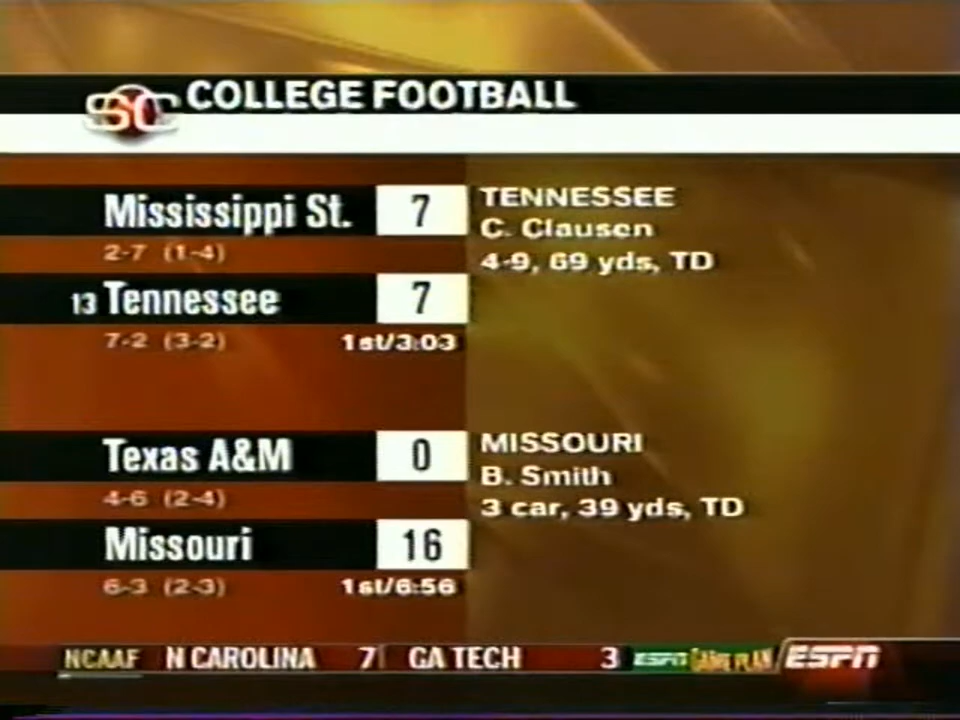 SC COLLEGE FOOTBALL
Mississippi St. 7
2-7 (1-4)
13 Tennessee 7
7-2 (3-2) 1st/3:03
TENNESSEE
C. Clausen
4-9, 69 yds, TD
Texas A&M 0
4-6 (2-4)
Missouri 16
6-3 (2-3) 1st/6:56
MISSOURI
B. Smith
3 car, 39 yds, TD
NCAAF N CAROLINA 7 GA TECH 3 ESPN GAME PLAN ESPN